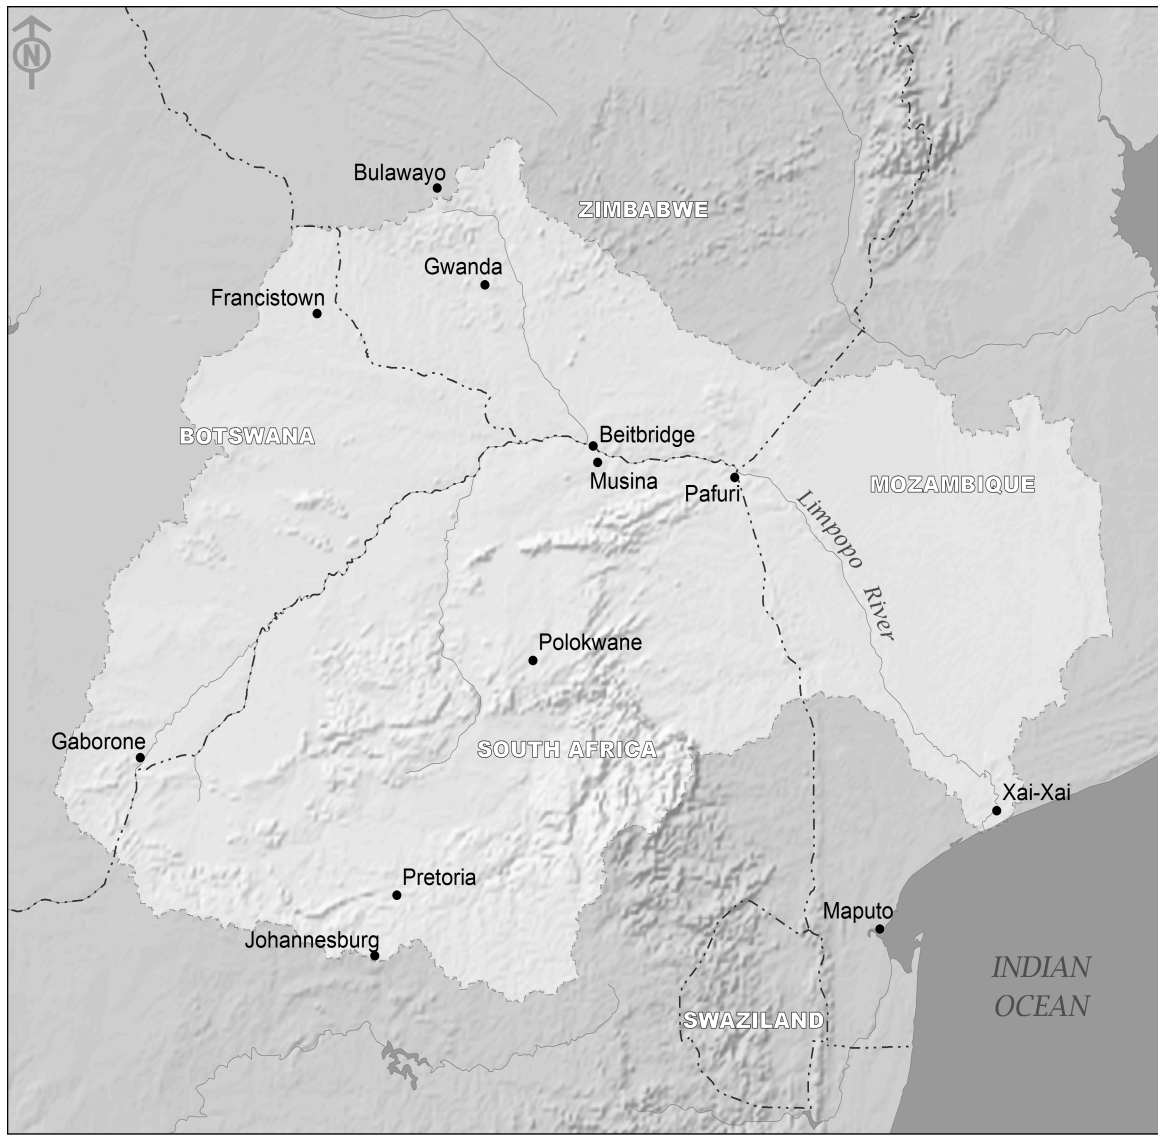 N
Bulawayo
ZIMBABWE
Gwanda
Francistown
BOTSWANA
Beitbridge
Musina
Pafuri
MOZAMBIQUE
Limpopo River
Polokwane
Gaborone
SOUTH AFRICA
Xai-Xai
Pretoria
Maputo
Johannesburg
INDIAN
OCEAN
SWAZILAND